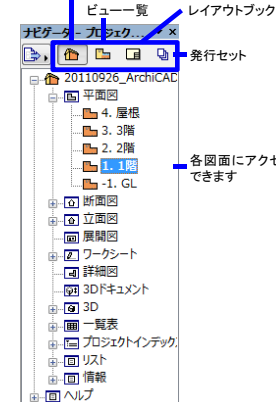 ビュー一覧
レイアウトブック
ナビゲーター - プロジェク...
発行セット
20110926_ArchiCAD
平面図
4. 屋根
3. 3階
2. 2階
1. 1階
-1. GL
各図面にアクセ
できます
断面図
立面図
展開図
ワークシート
詳細図
3Dドキュメント
3D
一覧表
プロジェクトインデック
リスト
情報
ヘルプ